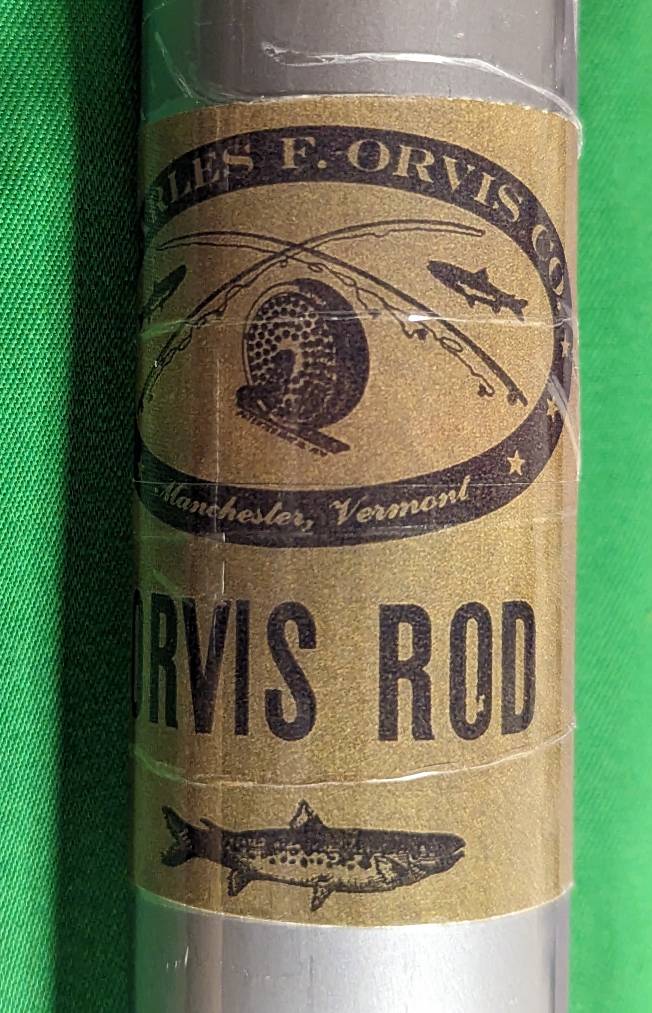 RLES F. ORVIS CO.
Manchester, Vermont
ORVIS ROD